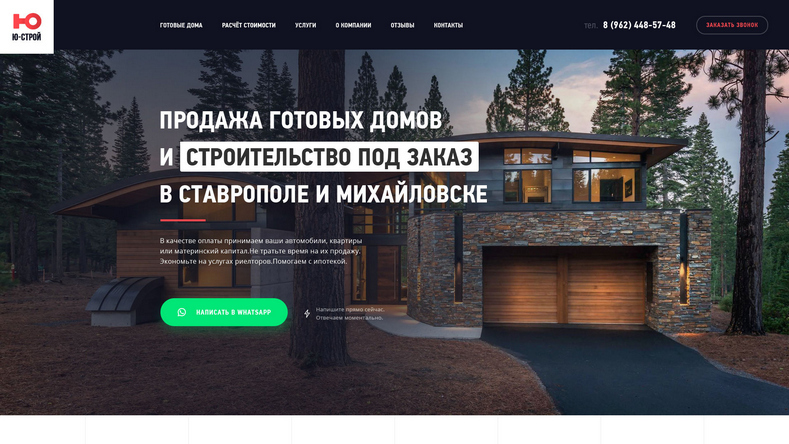 Ю-СТРОЙ
ГОТОВЫЕ ДОМА
РАСЧЁТ СТОИМОСТИ
УСЛУГИ
О КОМПАНИИ
ОТЗЫВЫ
КОНТАКТЫ
тел. 8 (962) 448-57-48
ЗАКАЗАТЬ ЗВОНОК
ПРОДАЖА ГОТОВЫХ ДОМОВ
И СТРОИТЕЛЬСТВО ПОД ЗАКАЗ
В СТАВРОПОЛЕ И МИХАЙЛОВСКЕ
В качестве оплаты принимаем ваши автомобили, квартиры
или материнский капитал.Не тратьте время на их продажу.
Экономьте на услугах риелторов.Помогаем с ипотекой.
НАПИСАТЬ В WHATSAPP
Напишите прямо сейчас.
Отвечаем моментально.